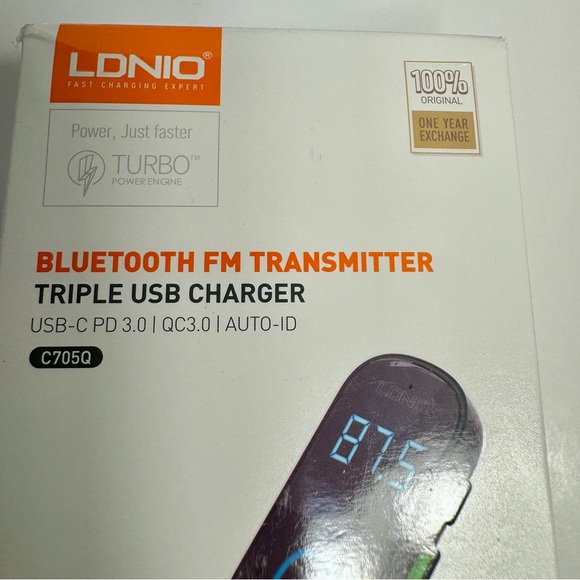 LDNIO®
FAST CHARGING EXPERT
100%
ORIGINAL
ONE YEAR
EXCHANGE
Power, Just faster
TURBO™
POWER ENGINE
BLUETOOTH FM TRANSMITTER
TRIPLE USB CHARGER
USB-C PD 3.0 | QC3.0 | AUTO-ID
C705Q
LDNIO
87.5